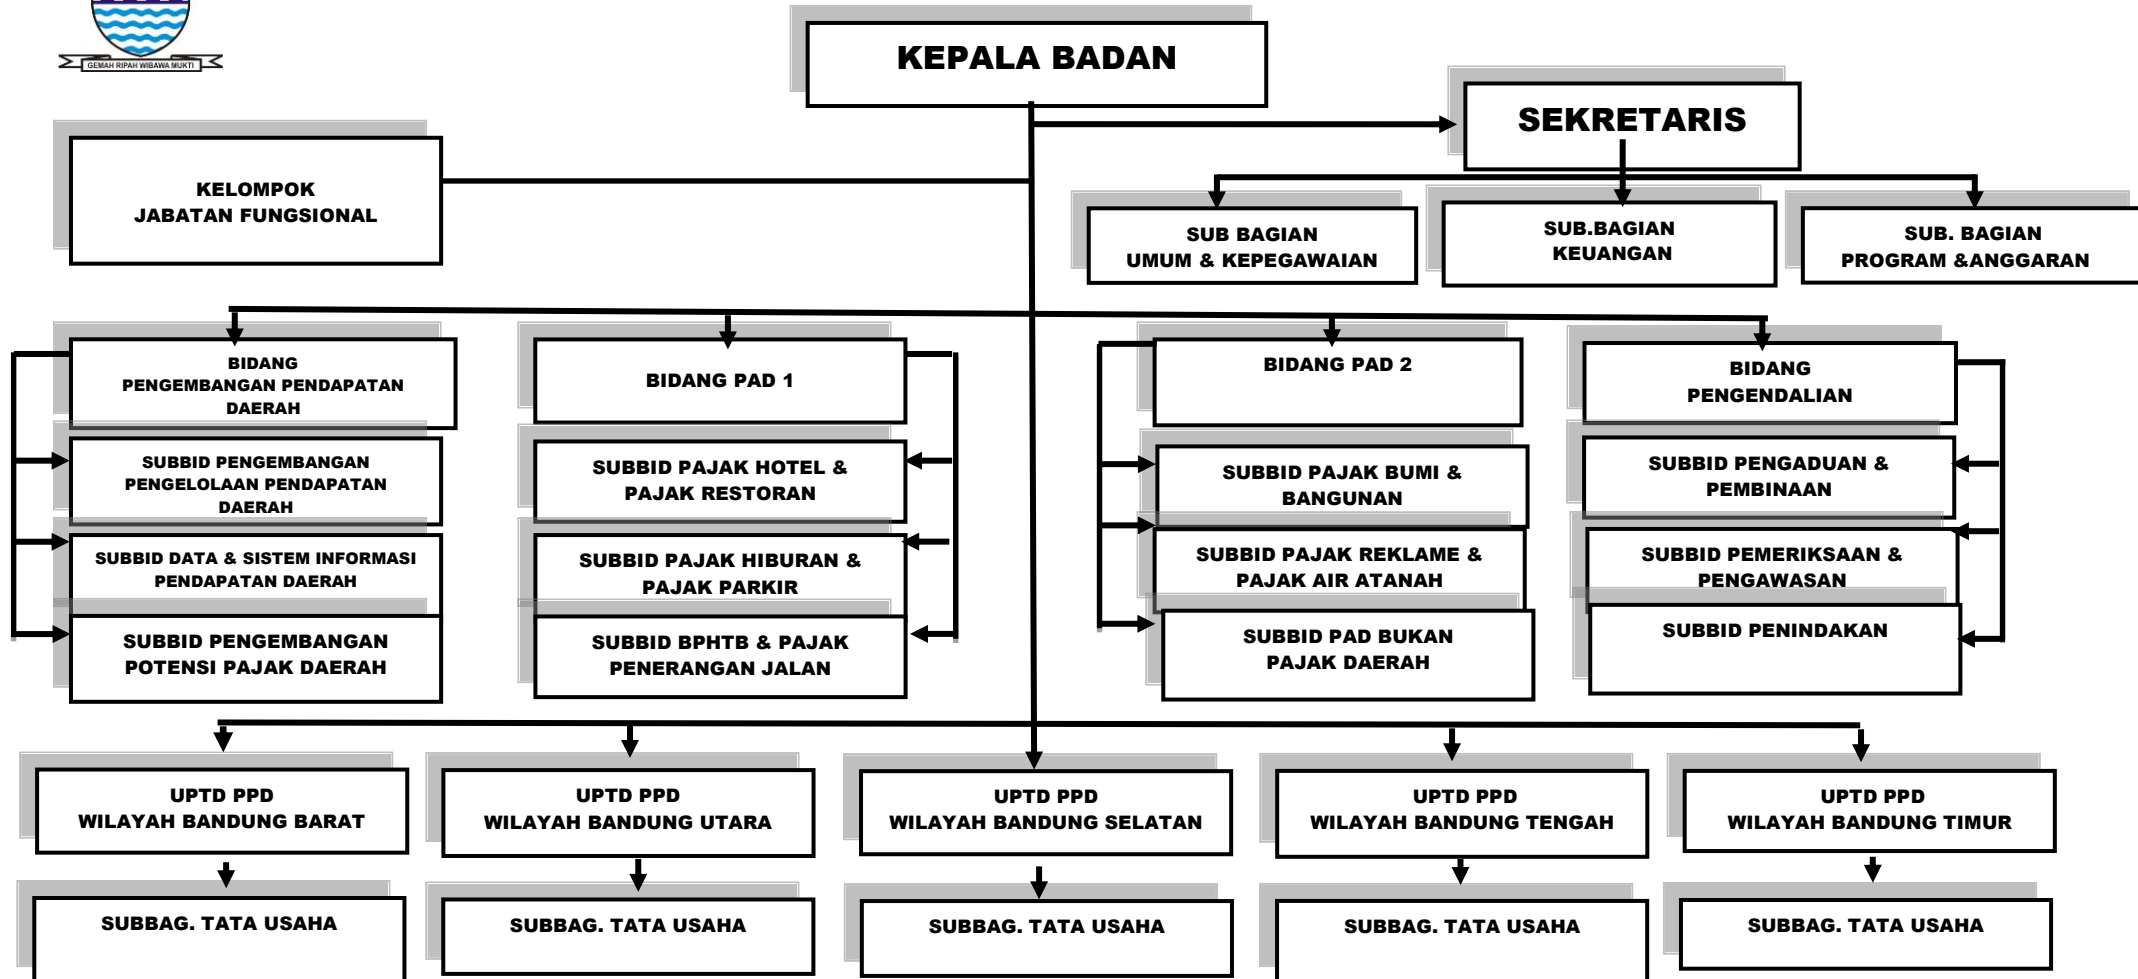 GEMAH RIPAH WIBAWA MUKTI
KEPALA BADAN
SEKRETARIS
KELOMPOK
JABATAN FUNGSIONAL
SUB BAGIAN
UMUM & KEPEGAWAIAN
SUB.BAGIAN
KEUANGAN
SUB. BAGIAN
PROGRAM &ANGGARAN
BIDANG
PENGEMBANGAN PENDAPATAN
DAERAH
BIDANG PAD 1
BIDANG PAD 2
BIDANG
PENGENDALIAN
SUBBID PENGEMBANGAN
PENGELOLAAN PENDAPATAN
DAERAH
SUBBID PAJAK HOTEL &
PAJAK RESTORAN
SUBBID PAJAK BUMI &
BANGUNAN
SUBBID PENGADUAN &
PEMBINAAN
SUBBID DATA & SISTEM INFORMASI
PENDAPATAN DAERAH
SUBBID PAJAK HIBURAN &
PAJAK PARKIR
SUBBID PAJAK REKLAME &
PAJAK AIR ATANAH
SUBBID PEMERIKSAAN &
PENGAWASAN
SUBBID PENGEMBANGAN
POTENSI PAJAK DAERAH
SUBBID BPHTB & PAJAK
PENERANGAN JALAN
SUBBID PAD BUKAN
PAJAK DAERAH
SUBBID PENINDAKAN
UPTD PPD
WILAYAH BANDUNG BARAT
UPTD PPD
WILAYAH BANDUNG UTARA
UPTD PPD
WILAYAH BANDUNG SELATAN
UPTD PPD
WILAYAH BANDUNG TENGAH
UPTD PPD
WILAYAH BANDUNG TIMUR
SUBBAG. TATA USAHA
SUBBAG. TATA USAHA
SUBBAG. TATA USAHA
SUBBAG. TATA USAHA
SUBBAG. TATA USAHA